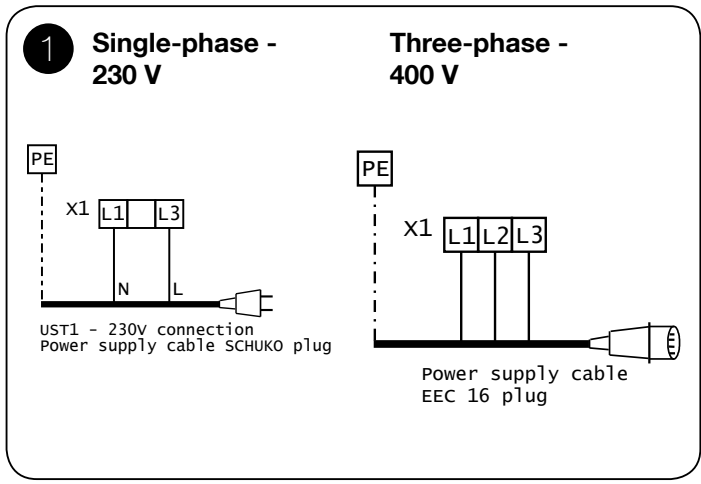 1
Single-phase -
230 V
PE
X1 L1 L3
N L
UST1 - 230V connection
Power supply cable SCHUKO plug
Three-phase -
400 V
PE
X1 L1 L2 L3
Power supply cable
EEC 16 plug